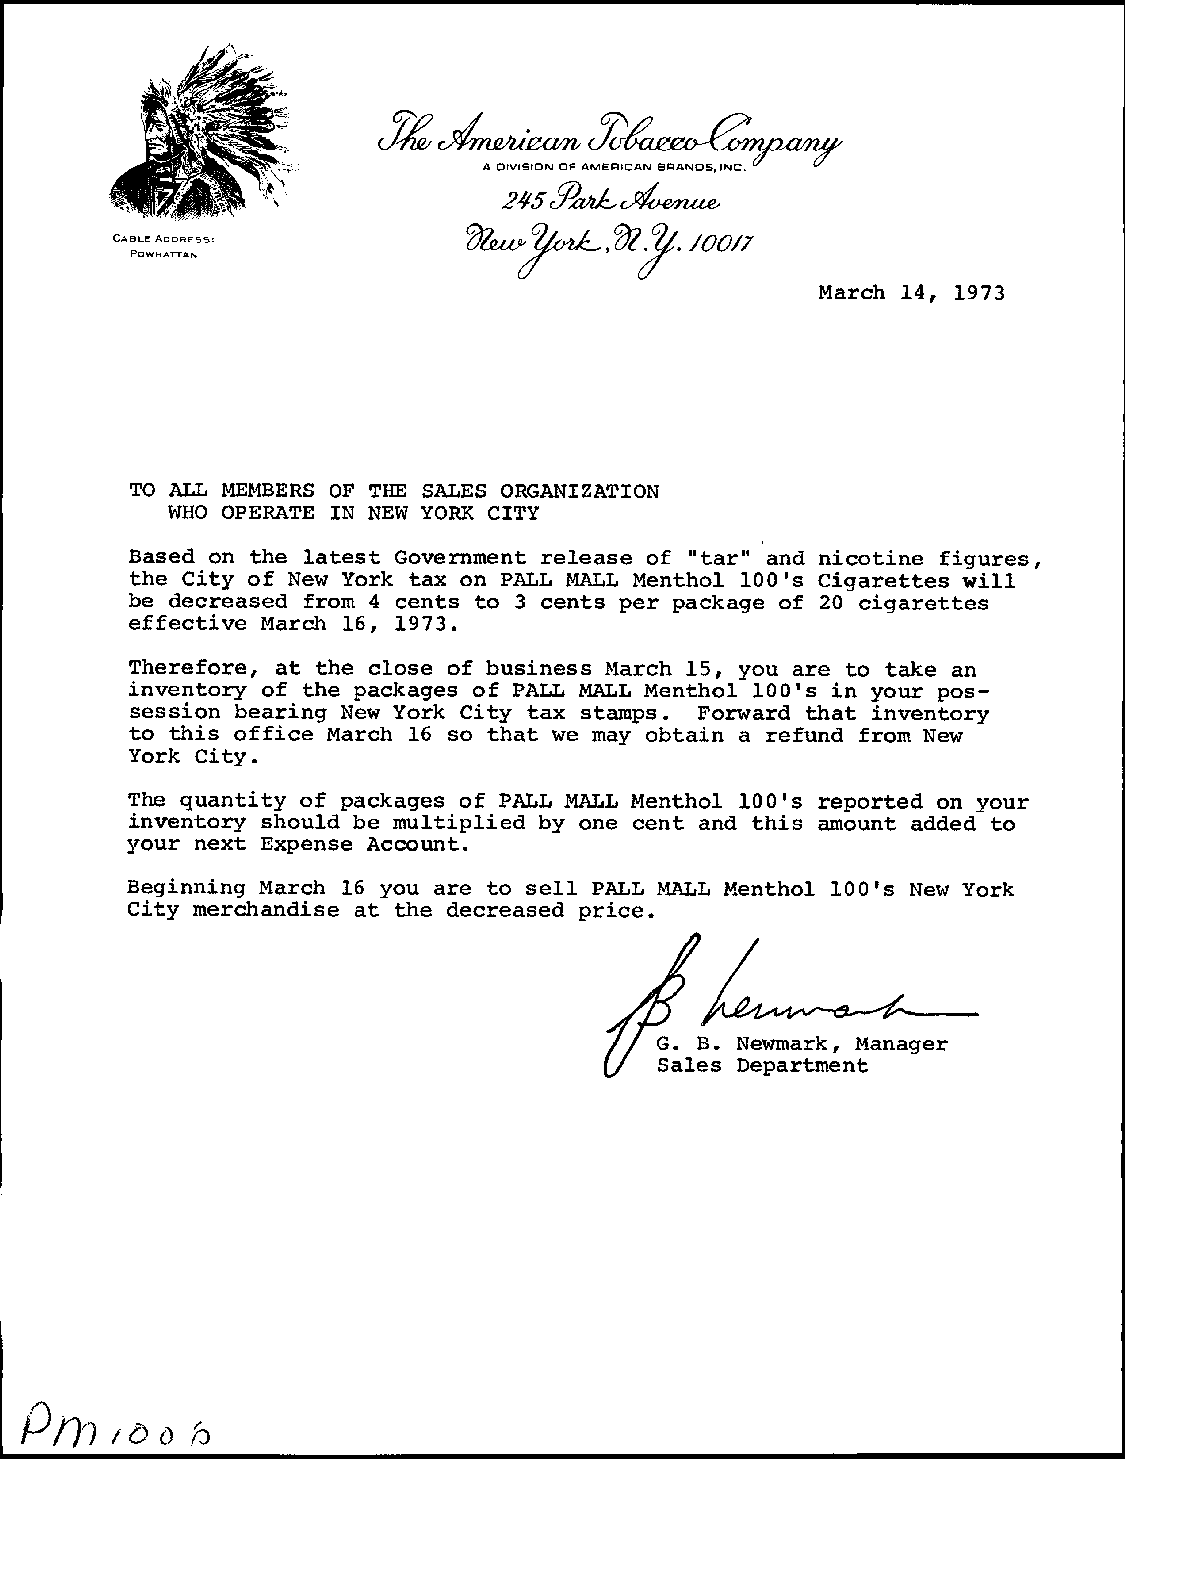 The American Tobacco Company
A DIVISION OF AMERICAN BRANDS, INC.
245 Park Avenue
New York, N.Y. 10017
CABLE ADDRESS:
POWHATTAN
March 14, 1973
TO ALL MEMBERS OF THE SALES ORGANIZATION
WHO OPERATE IN NEW YORK CITY
Based on the latest Government release of "tar" and nicotine figures,
the City of New York tax on PALL MALL Menthol 100's Cigarettes will
be decreased from 4 cents to 3 cents per package of 20 cigarettes
effective March 16, 1973.
Therefore, at the close of business March 15, you are to take an
inventory of the packages of PALL MALL Menthol 100's in your pos-
session bearing New York City tax stamps. Forward that inventory
to this office March 16 so that we may obtain a refund from New
York City.
The quantity of packages of PALL MALL Menthol 100's reported on your
inventory should be multiplied by one cent and this amount added to
your next Expense Account.
Beginning March 16 you are to sell PALL MALL Menthol 100's New York
City merchandise at the decreased price.
G. B. Newmark, Manager
Sales Department